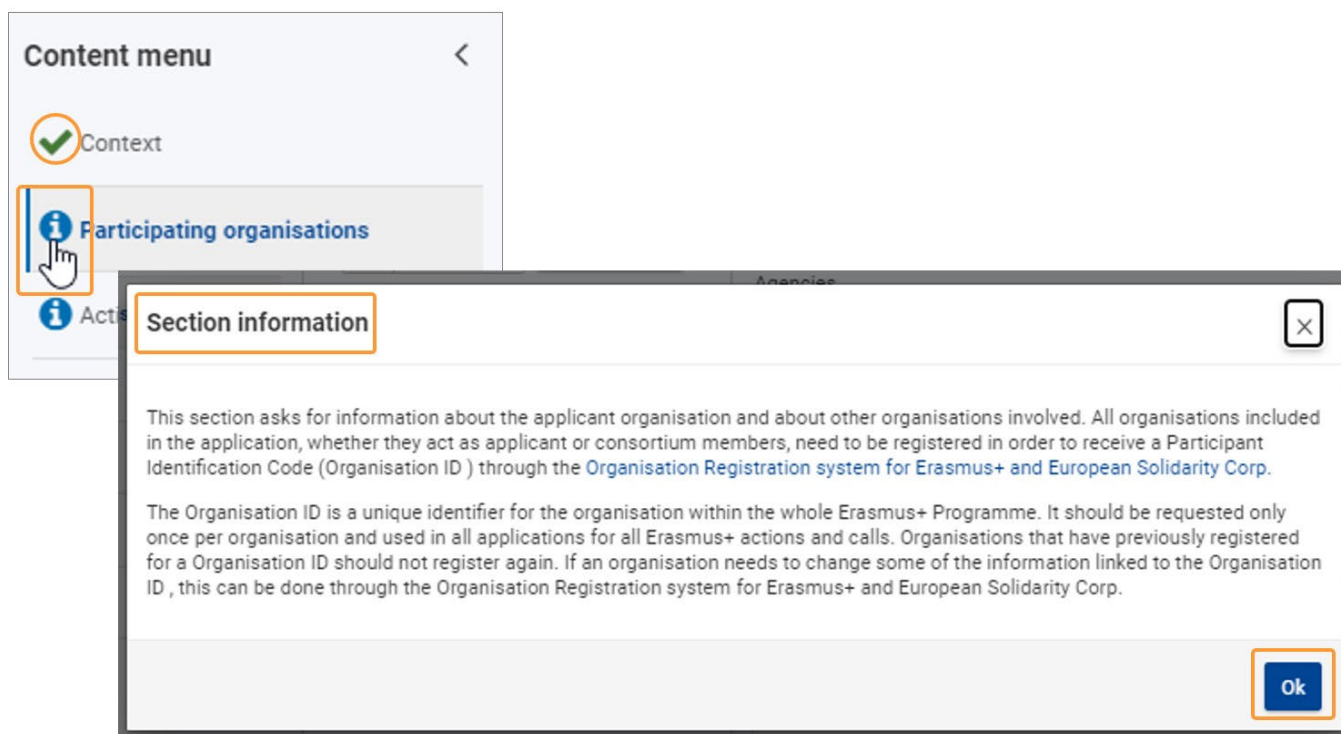 Content menu
Context
Participating organisations
Agencies
Section information
This section asks for information about the applicant organisation and about other organisations involved. All organisations included
in the application, whether they act as applicant or consortium members, need to be registered in order to receive a Participant
Identification Code (Organisation ID ) through the Organisation Registration system for Erasmus+ and European Solidarity Corp.
The Organisation ID is a unique identifier for the organisation within the whole Erasmus+ Programme. It should be requested only
once per organisation and used in all applications for all Erasmus+ actions and calls. Organisations that have previously registered
for a Organisation ID should not register again. If an organisation needs to change some of the information linked to the Organisation
ID , this can be done through the Organisation Registration system for Erasmus+ and European Solidarity Corp.
Ok